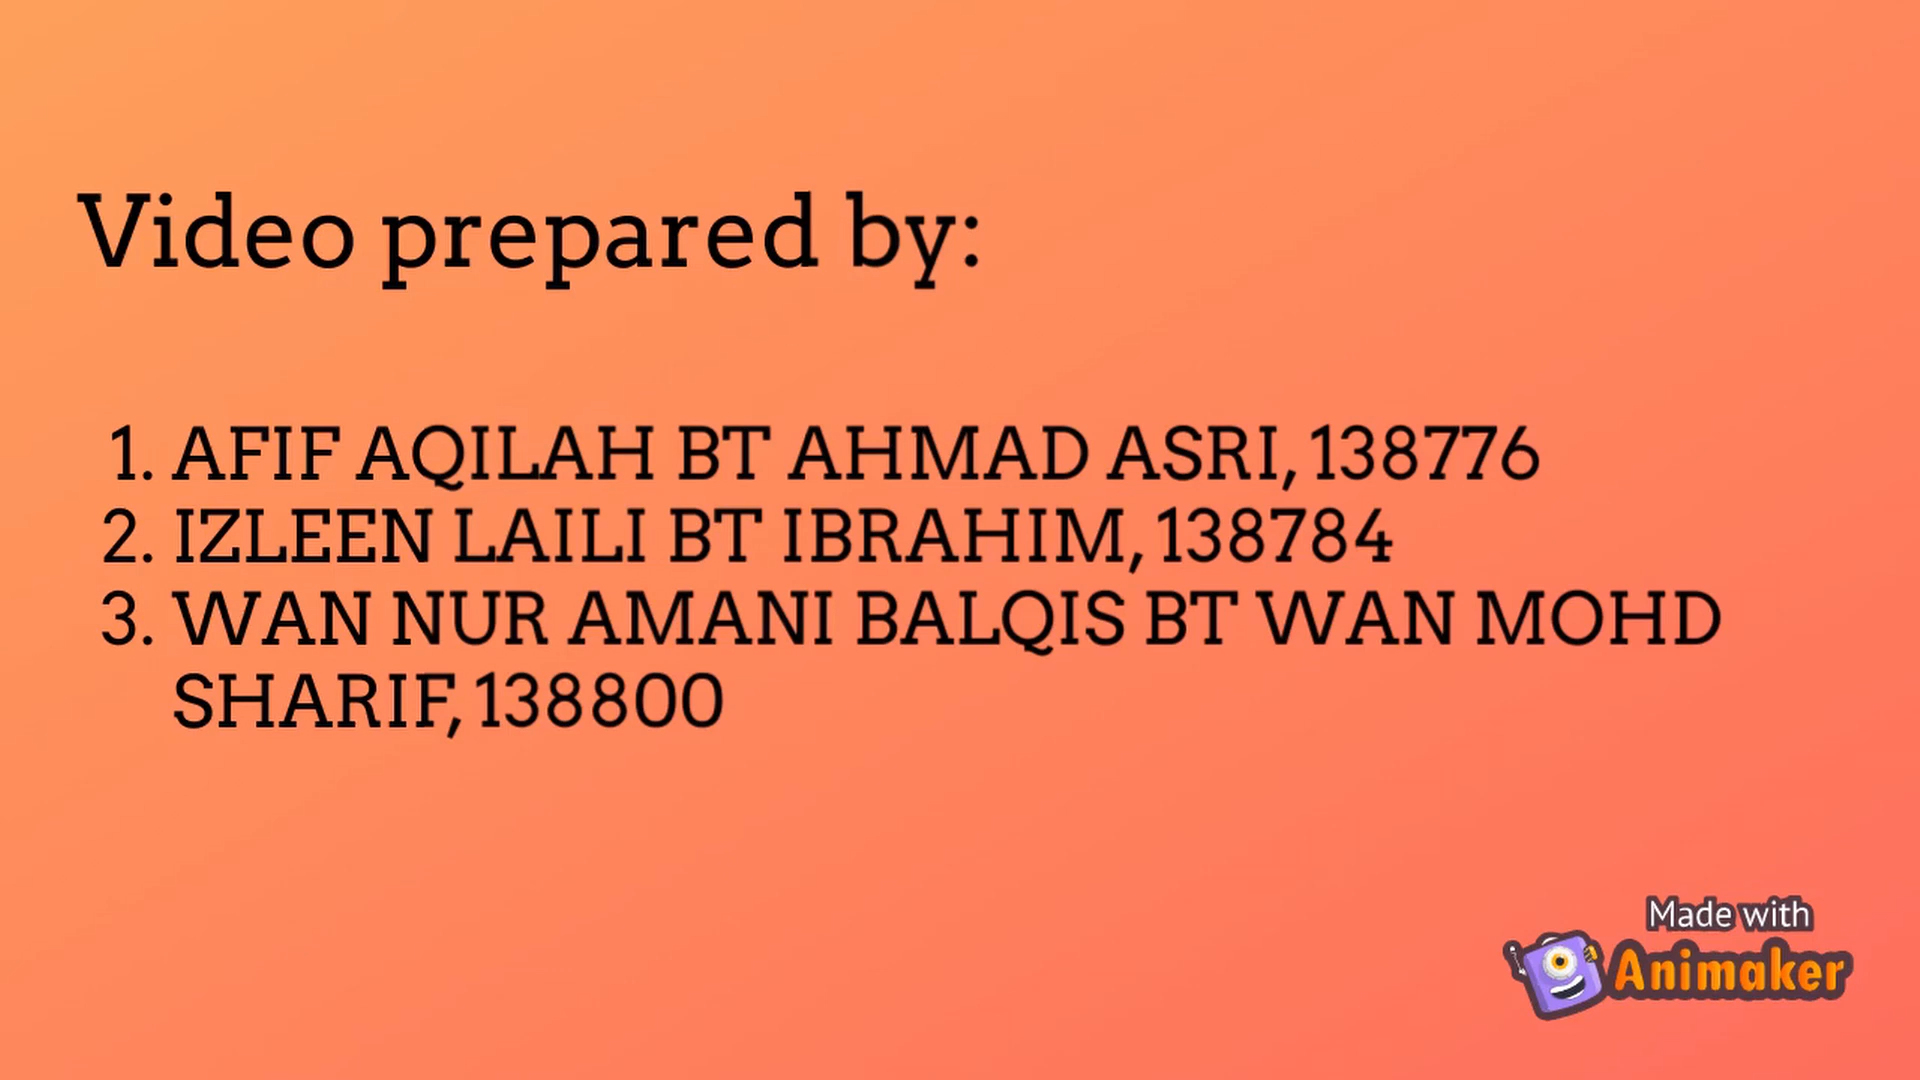 Video prepared by:
1. AFIF AQILAH BT AHMAD ASRI, 138776
2. IZLEEN LAILI BT IBRAHIM, 138784
3. WAN NUR AMANI BALQIS BT WAN MOHD
SHARIF, 138800
Made with
Animaker